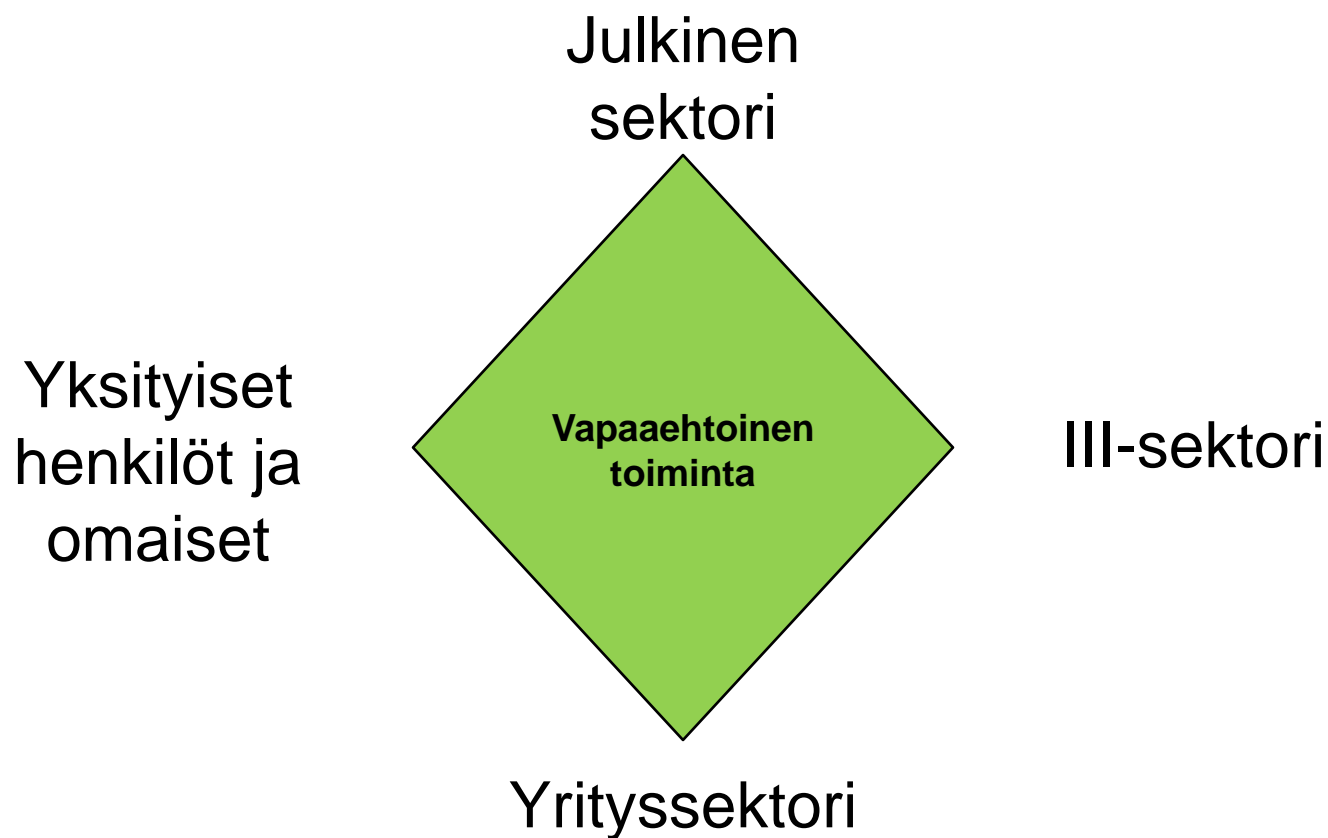 Julkinen
sektori
Yksityiset
henkilöt ja
omaiset
Vapaaehtoinen
toiminta
III-sektori
Yrityssektori